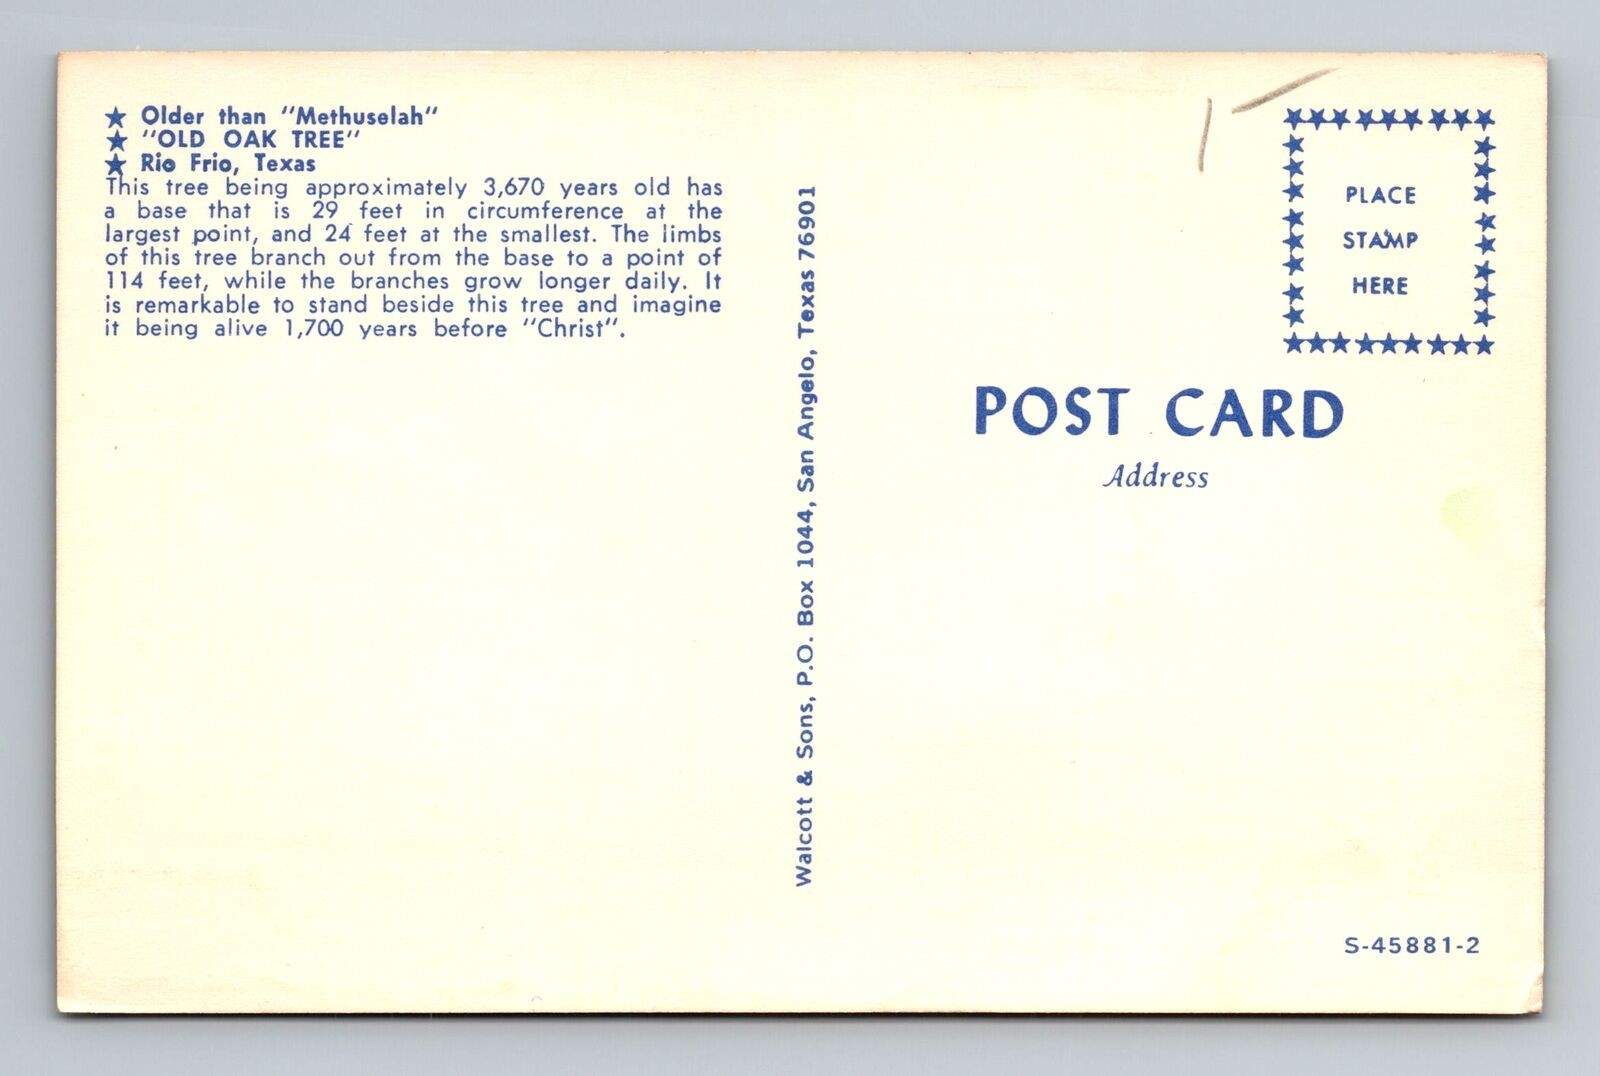 ★ Older than "Methuselah"
★ "OLD OAK TREE"
★ Rio Frio, Texas
This tree being approximately 3,670 years old has
a base that is 29 feet in circumference at the
largest point, and 24 feet at the smallest. The limbs
of this tree branch out from the base to a point of
114 feet, while the branches grow longer daily. It
is remarkable to stand beside this tree and imagine
it being alive 1,700 years before "Christ".
Walcott & Sons, P.O. Box 1044, San Angelo, Texas 76901
PLACE
STAMP
HERE
POST CARD
Address
S-45881-2